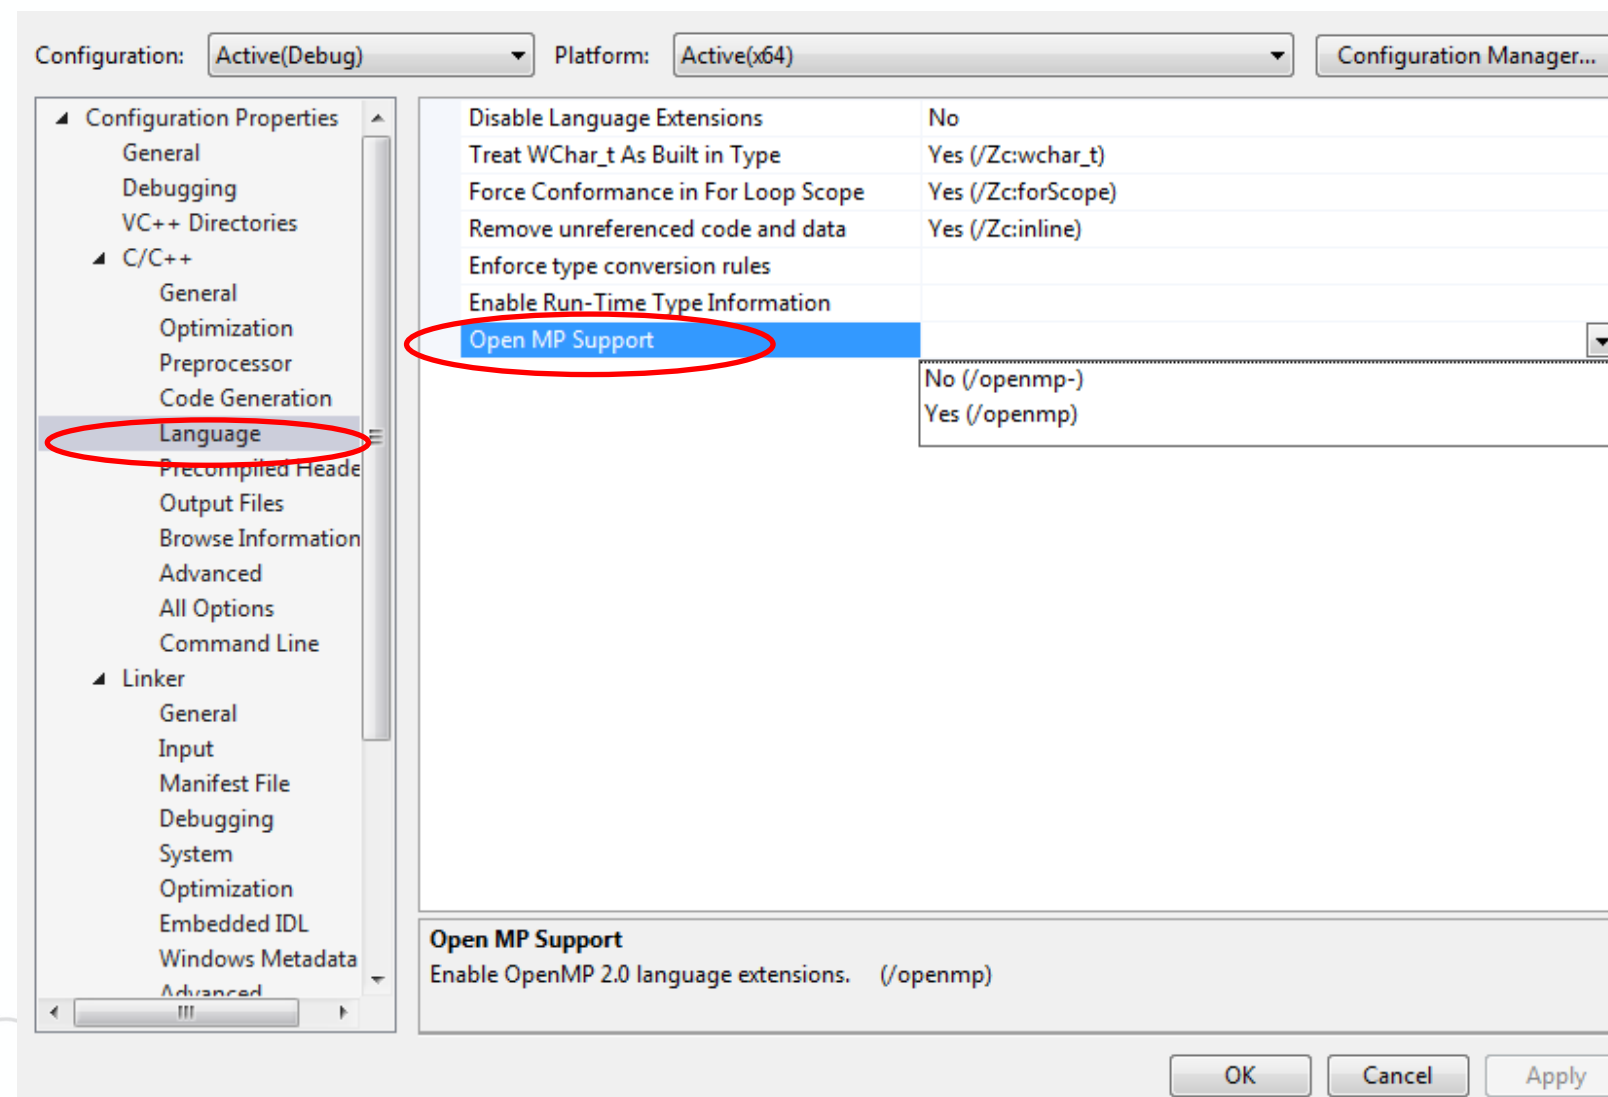 Configuration: Active(Debug) Platform: Active(x64) Configuration Manager...
Configuration Properties
General
Debugging
VC++ Directories
C/C++
General
Optimization
Preprocessor
Code Generation
Language
Precompiled Heade
Output Files
Browse Information
Advanced
All Options
Command Line
Linker
General
Input
Manifest File
Debugging
System
Optimization
Embedded IDL
Windows Metadata
Advanced
Disable Language Extensions No
Treat WChar_t As Built in Type Yes (/Zc:wchar_t)
Force Conformance in For Loop Scope Yes (/Zc:forScope)
Remove unreferenced code and data Yes (/Zc:inline)
Enforce type conversion rules
Enable Run-Time Type Information
Open MP Support
No (/openmp-)
Yes (/openmp)
Open MP Support
Enable OpenMP 2.0 language extensions. (/openmp)
OK Cancel Apply